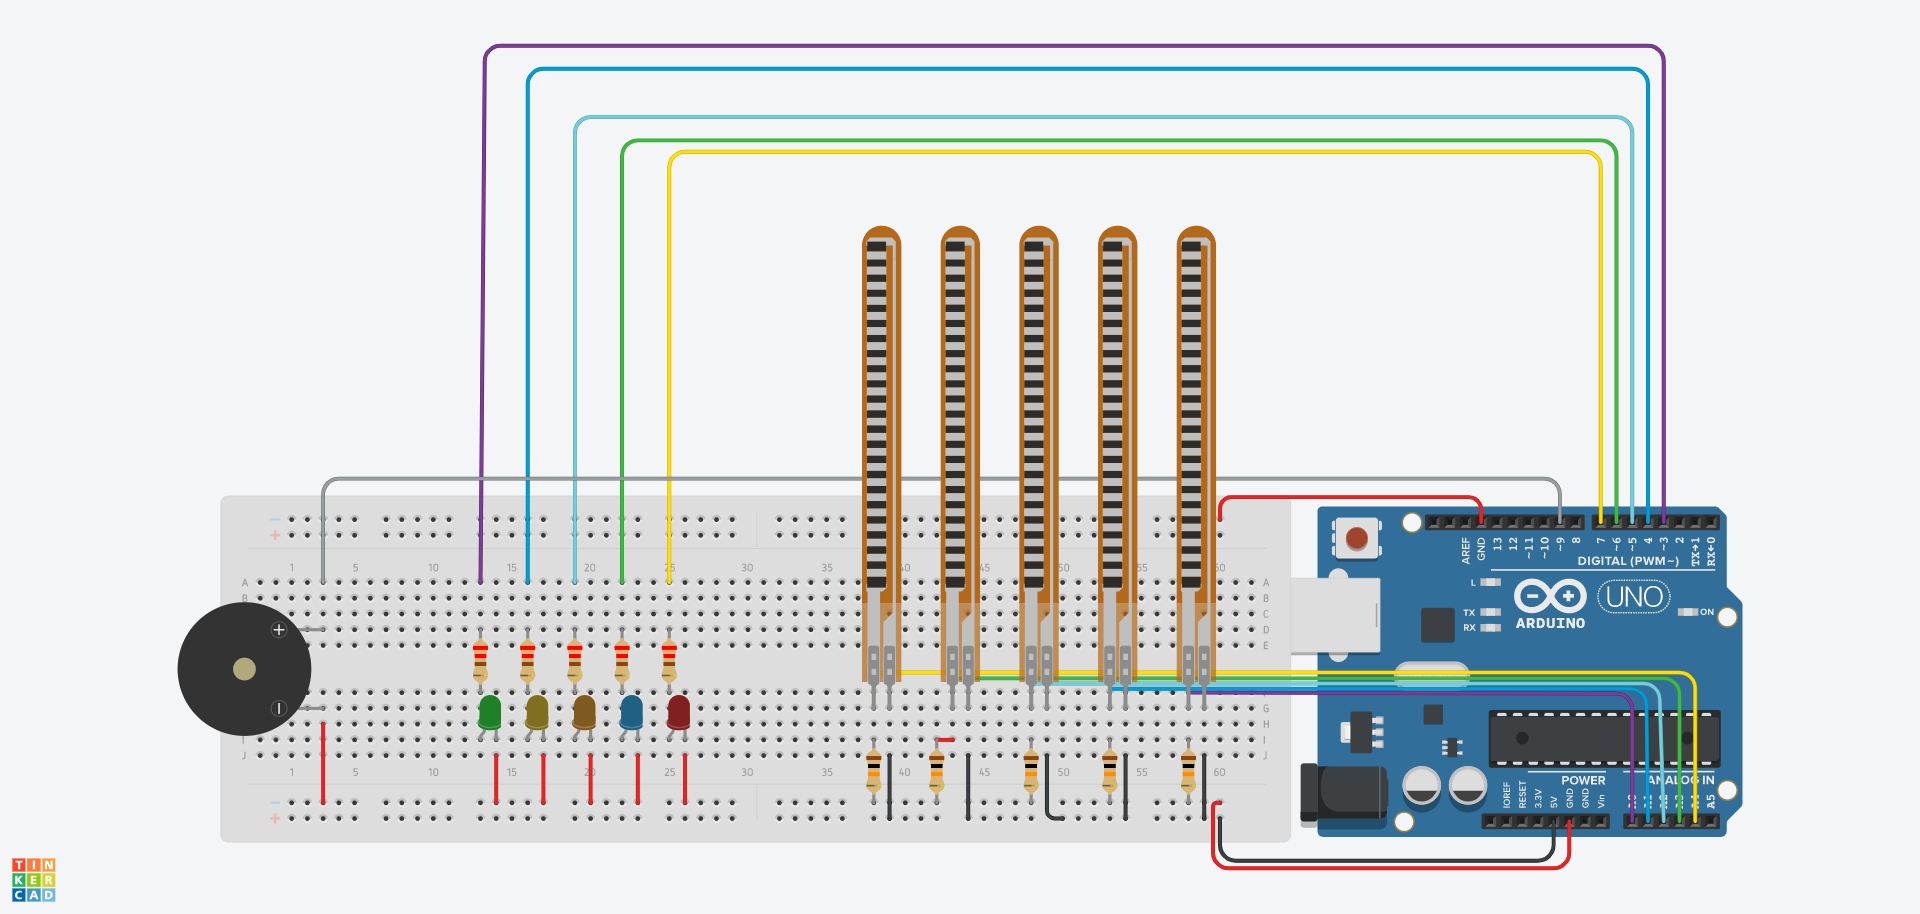 1 5 10 15 20 25 30 35 40 45 50 55 60
A A
B B
C
D D
E E
G
H H
I
J J
1 5 10 15 20 25 30 35 40 45 50 55 60
AREF
GND
13
12
~11
~10
~9
8
7
~6
~5
4
~3
2
TX→1
RX←0
DIGITAL (PWM~)
L
TX
RX
UNO
ON
ARDUINO
POWER
ANALOG IN
IOREF
RESET
3.3V
5V
GND
GND
Vin
A5
TIN
KER
CAD